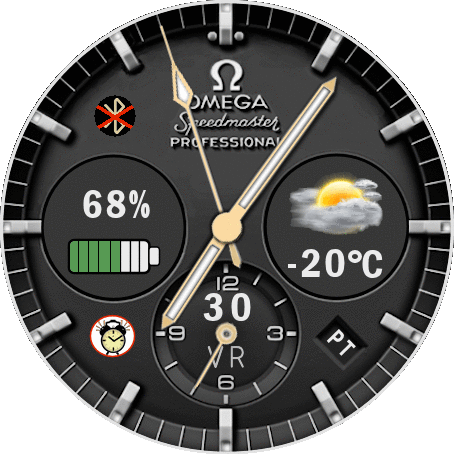 Ω
OMEGA
Speedmaster
PROFESSIONAL
68%
-20°C
12
30
9
3
VR
6
PT